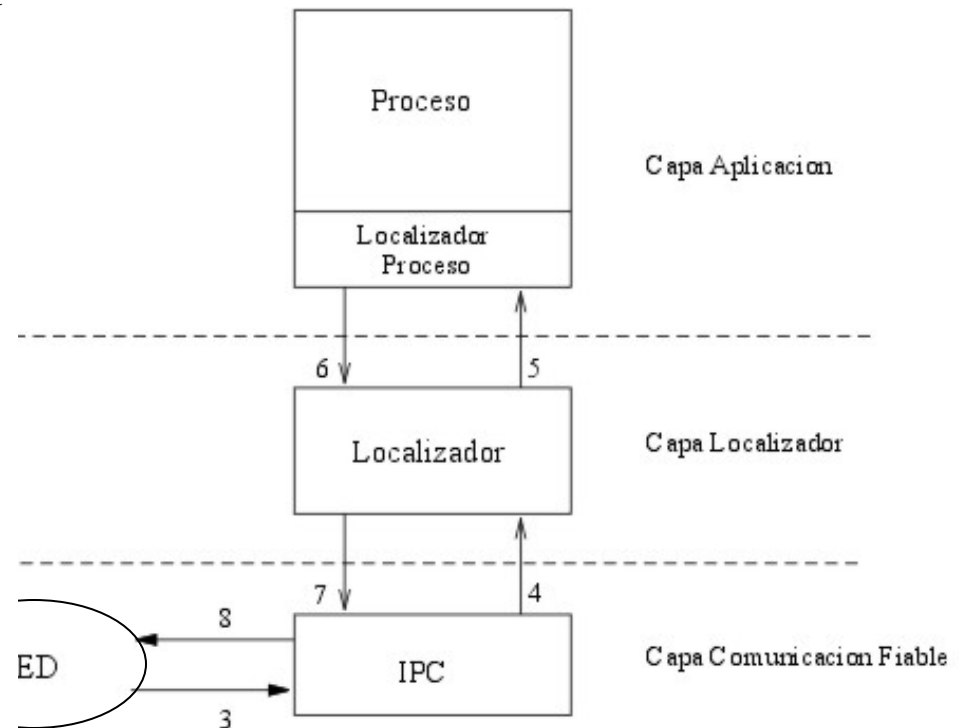 Proceso
Capa Aplicacion
Localizador
Proceso
6
5
Localizador
Capa Localizador
7
4
8
ED
IPC
Capa Comunicacion Fiable
3